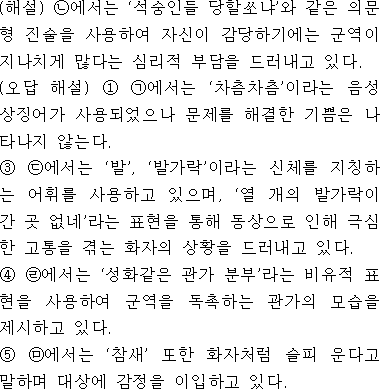 (해설) ㉡에서는 ‘석숭인들 당할쏘냐’와 같은 의문
형 진술을 사용하여 자신이 감당하기에는 군역이
지나치게 많다는 심리적 부담을 드러내고 있다.
(오답 해설) ① ㉠에서는 ‘차츰차츰’이라는 음성
상징어가 사용되었으나 문제를 해결한 기쁨은 나
타나지 않는다.
③ ㉢에서는 ‘발’, ‘발가락’이라는 신체를 지칭하
는 어휘를 사용하고 있으며, ‘열 개의 발가락이
간 곳 없네’라는 표현을 통해 동상으로 인해 극심
한 고통을 겪는 화자의 상황을 드러내고 있다.
④ ㉣에서는 ‘성화같은 관가 분부’라는 비유적 표
현을 사용하여 군역을 독촉하는 관가의 모습을
제시하고 있다.
⑤ ㉤에서는 ‘참새’ 또한 화자처럼 슬피 운다고
말하며 대상에 감정을 이입하고 있다.